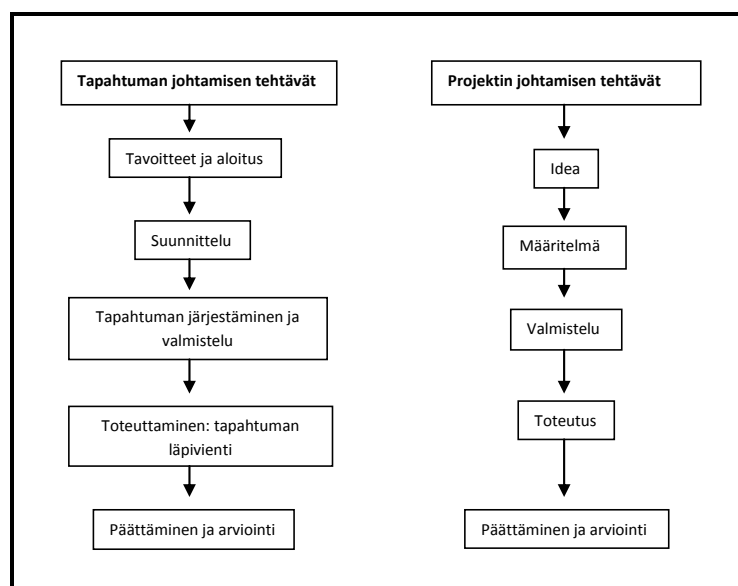 Tapahtuman johtamisen tehtävät
Tavoitteet ja aloitus
Suunnittelu
Tapahtuman järjestäminen ja
valmistelu
Toteuttaminen: tapahtuman
läpivienti
Päättäminen ja arviointi
Projektin johtamisen tehtävät
Idea
Määritelmä
Valmistelu
Toteutus
Päättäminen ja arviointi